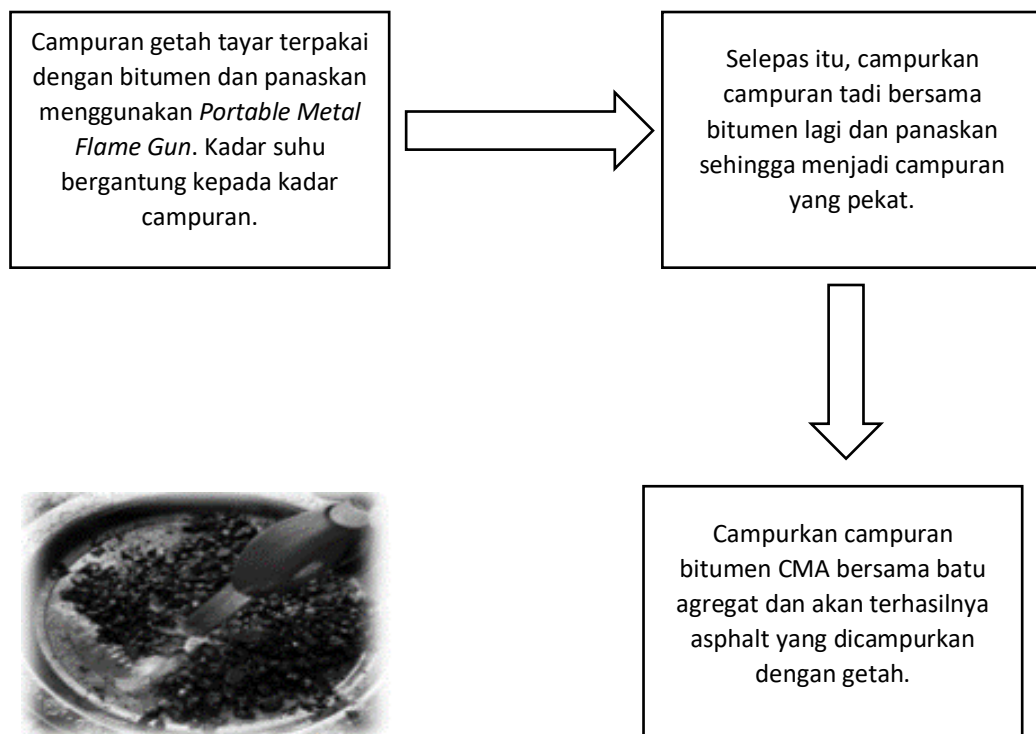 Campuran getah tayar terpakai
dengan bitumen dan panaskan
menggunakan Portable Metal
Flame Gun. Kadar suhu
bergantung kepada kadar
campuran.
Selepas itu, campurkan
campuran tadi bersama
bitumen lagi dan panaskan
sehingga menjadi campuran
yang pekat.
Campurkan campuran
bitumen CMA bersama batu
agregat dan akan terhasilnya
asphalt yang dicampurkan
dengan getah.